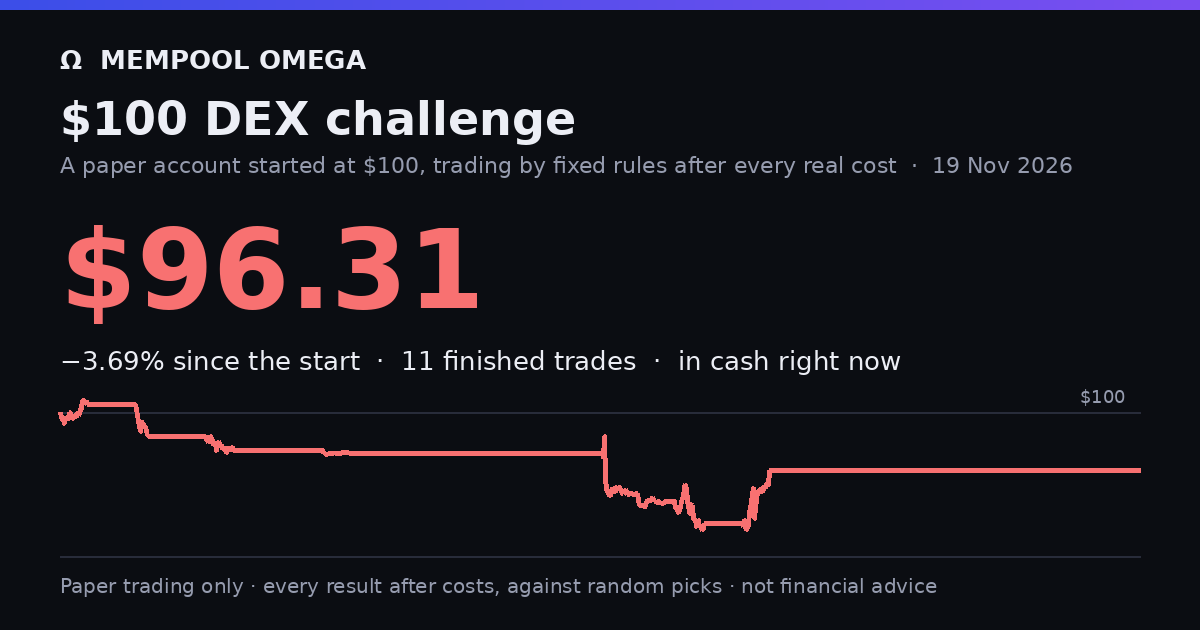 Ω MEMPOOL OMEGA
$100 DEX challenge
A paper account started at $100, trading by fixed rules after every real cost · 19 Nov 2026
$96.31
−3.69% since the start · 11 finished trades · in cash right now
$100
Paper trading only · every result after costs, against random picks · not financial advice